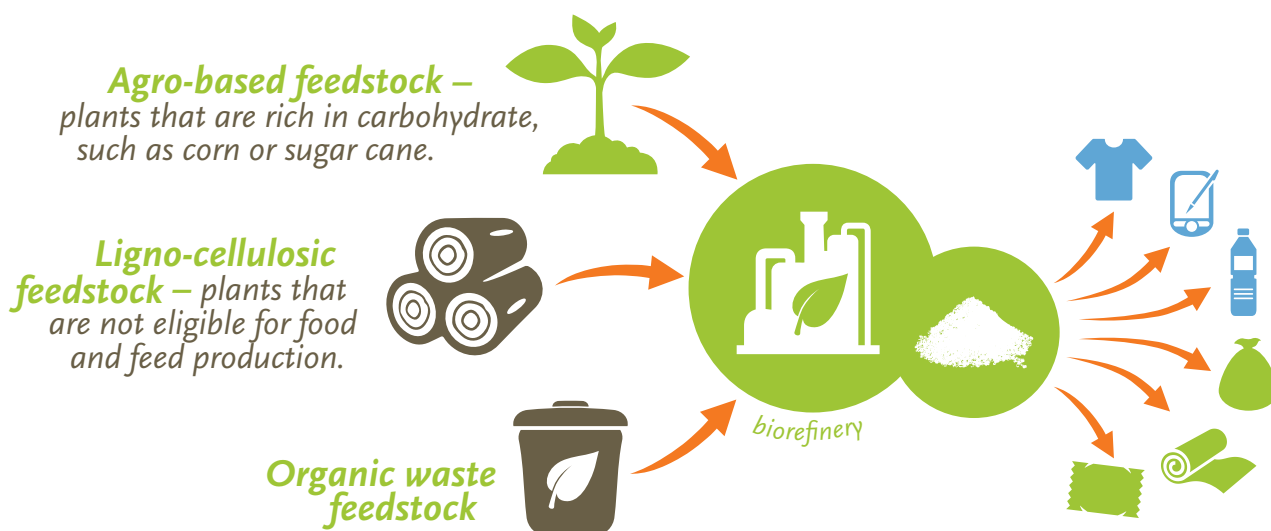 Agro-based feedstock –
plants that are rich in carbohydrate,
such as corn or sugar cane.
Ligno-cellulosic
feedstock – plants that
are not eligible for food
and feed production.
Organic waste
feedstock
biorefinery